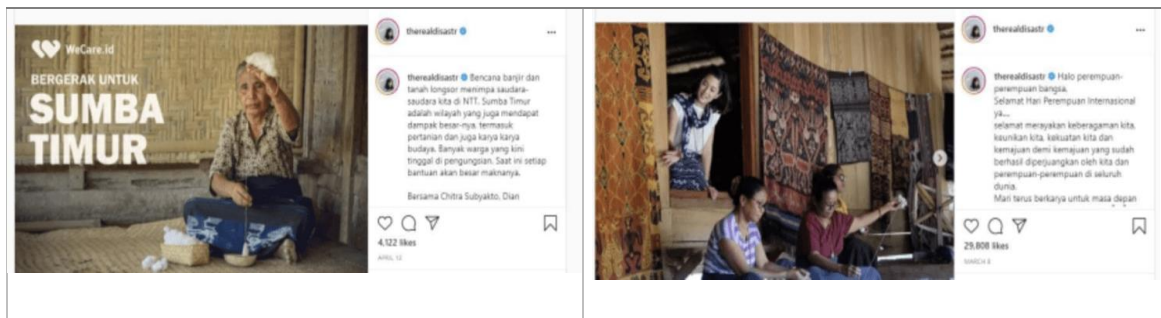 WeCare.id
BERGERAK UNTUK
SUMBA
TIMUR
therealdisastr
therealdisastr Bencana banjir dan
tanah longsor menimpa saudara-
saudara kita di NTT. Sumba Timur
adalah wilayah yang juga mendapat
dampak besar-nya, termasuk
pertanian dan juga karya karya
budaya. Banyak warga yang kini
tinggal di pengungsian. Saat ini setiap
bantuan akan besar maknanya.
Bersama Chitra Subyakto, Dian
4,122 likes
APRIL 12
therealdisastr
therealdisastr Halo perempuan-
perempuan bangsa.
Selamat Hari Perempuan Internasional
ya...
selamat merayakan keberagaman kita,
keunikan kita, kekuatan kita dan
kemajuan demi kemajuan yang sudah
berhasil diperjuangkan oleh kita dan
perempuan-perempuan di seluruh
dunia.
Mari terus berkarya untuk masa depan
29,808 likes
MARCH 8